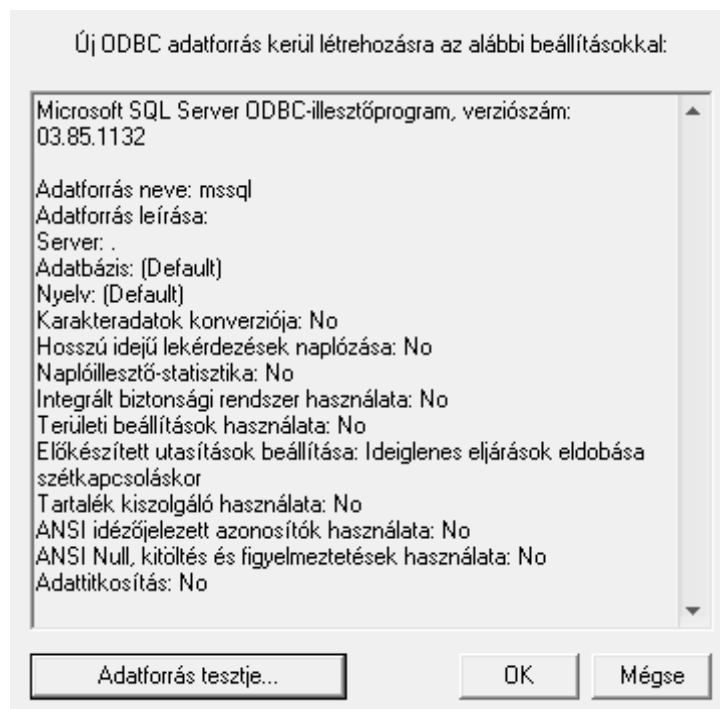 Új ODBC adatforrás kerül létrehozásra az alábbi beállításokkal:
Microsoft SQL Server ODBC-illesztőprogram, verziószám:
03.85.1132
Adatforrás neve: mssql
Adatforrás leírása:
Server: .
Adatbázis: (Default)
Nyelv: (Default)
Karakteradatok konverziója: No
Hosszú idejű lekérdezések naplózása: No
Naplóillesztő-statisztika: No
Integrált biztonsági rendszer használata: No
Területi beállítások használata: No
Előkészített utasítások beállítása: Ideiglenes eljárások eldobása
szétkapcsoláskor
Tartalék kiszolgáló használata: No
ANSI idézőjelezett azonosítók használata: No
ANSI Null, kitöltés és figyelmeztetések használata: No
Adattitkosítás: No
Adatforrás tesztje... OK Mégse